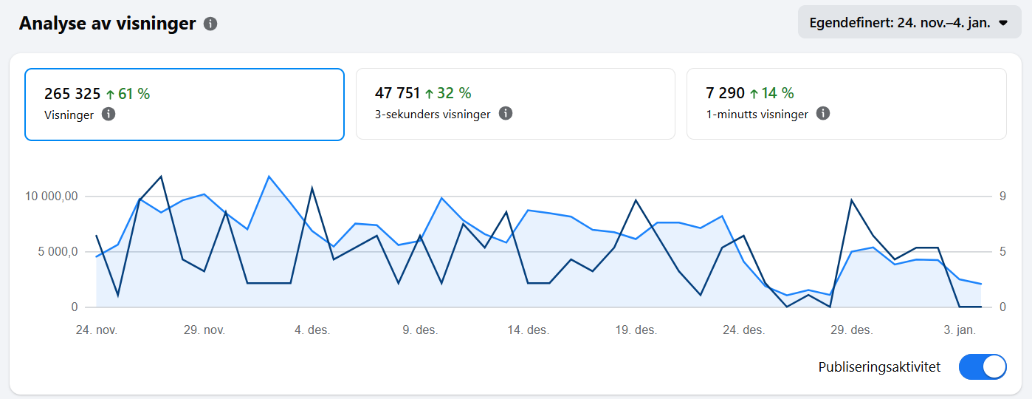 Analyse av visninger
Egendefinert: 24. nov.–4. jan.
265 325 ↑ 61 %
Visninger
47 751 ↑ 32 %
3-sekunders visninger
7 290 ↑ 14 %
1-minutts visninger
10 000,00 9
5 000,0 5
0 0
24. nov. 29. nov. 4. des. 9. des. 14. des. 19. des. 24. des. 29. des. 3. jan.
Publiseringsaktivitet